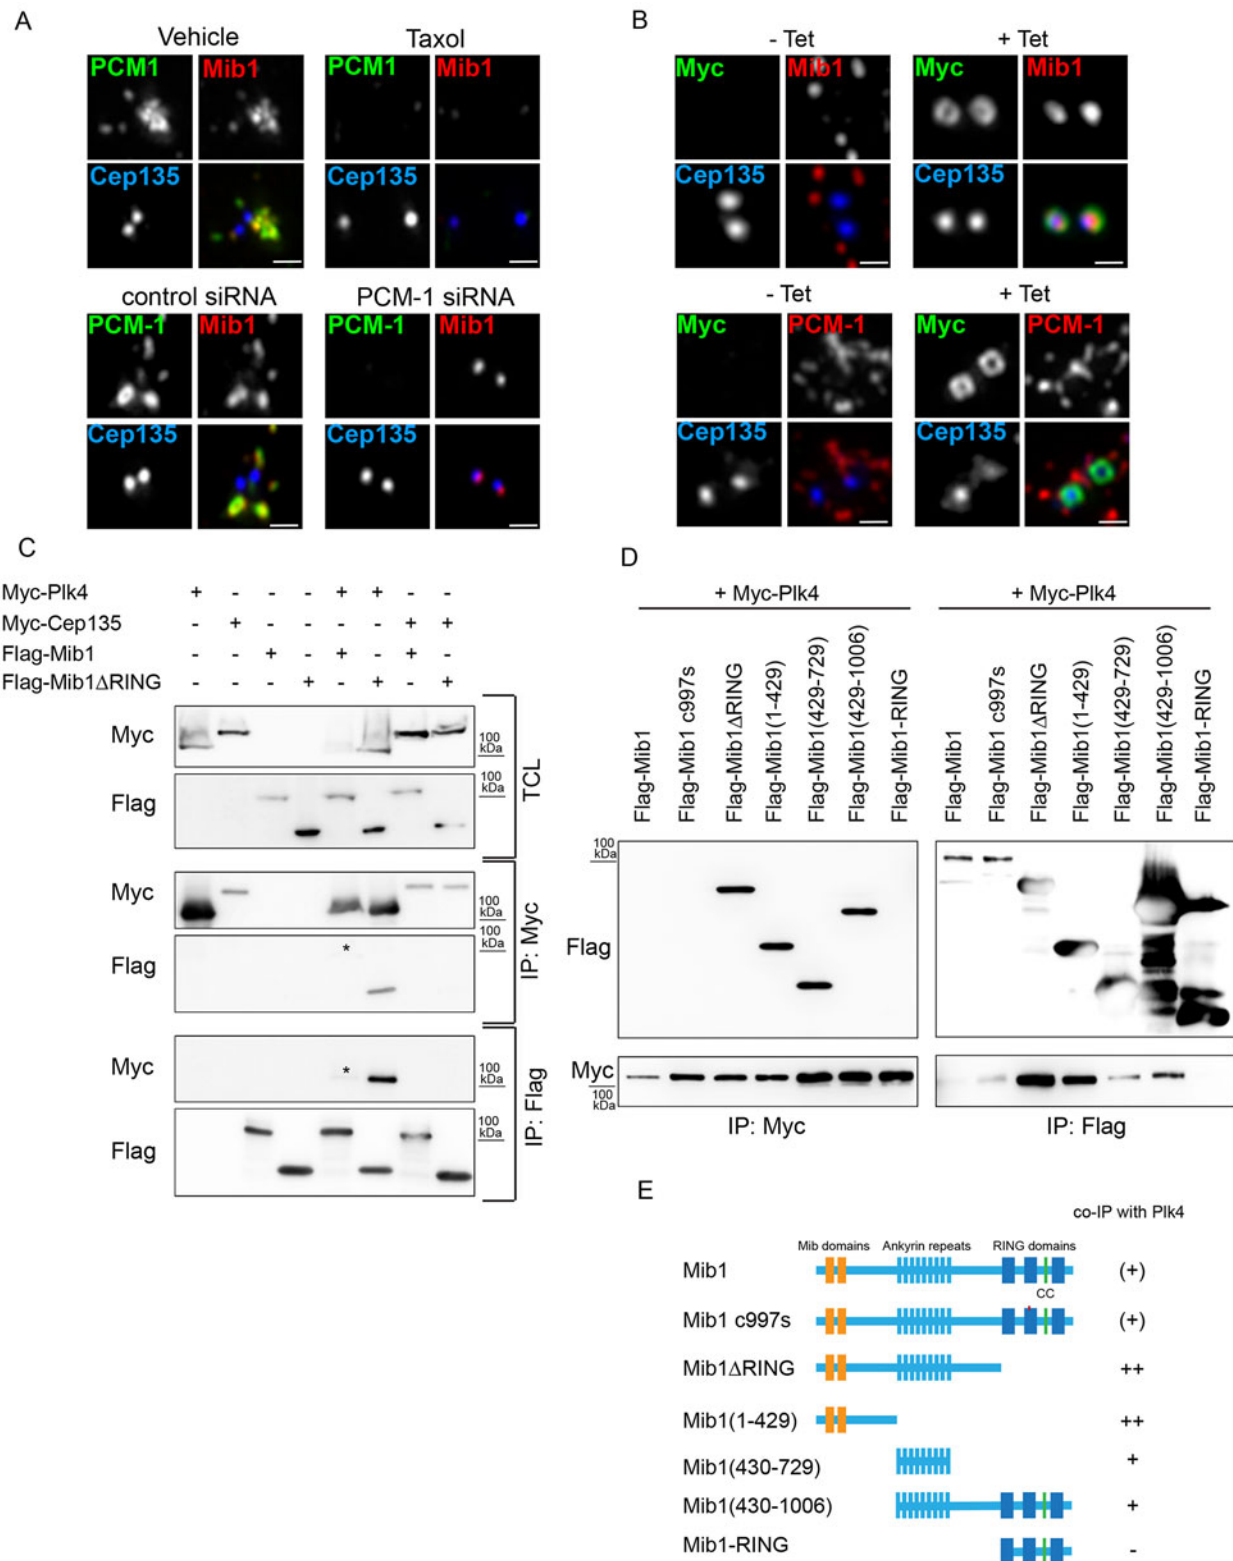 A
Vehicle
Taxol
PCM1
Mib1
PCM1
Mib1
Cep135
Cep135
control siRNA
PCM-1 siRNA
PCM-1
Mib1
PCM-1
Mib1
Cep135
Cep135
B
- Tet
+ Tet
Myc
Mib1
Myc
Mib1
Cep135
Cep135
- Tet
+ Tet
Myc
PCM-1
Myc
PCM-1
Cep135
Cep135
C
Myc-Plk4 + - - - + + - -
Myc-Cep135 - + - - - - + +
Flag-Mib1 - - + - + - + -
Flag-Mib1ΔRING - - - + - + - +
Myc
100
kDa
Flag
100
kDa
TCL
Myc
100
kDa
Flag
100
kDa
*
IP: Myc
Myc
100
kDa
*
Flag
100
kDa
IP: Flag
D
+ Myc-Plk4
+ Myc-Plk4
Flag-Mib1
Flag-Mib1 c997s
Flag-Mib1ΔRING
Flag-Mib1(1-429)
Flag-Mib1(429-729)
Flag-Mib1(429-1006)
Flag-Mib1-RING
Flag-Mib1
Flag-Mib1 c997s
Flag-Mib1ΔRING
Flag-Mib1(1-429)
Flag-Mib1(429-729)
Flag-Mib1(429-1006)
Flag-Mib1-RING
100
kDa
Flag
Myc
100
kDa
IP: Myc
IP: Flag
E
co-IP with Plk4
Mib domains
Ankyrin repeats
RING domains
Mib1 (+)
CC
Mib1 c997s (+)
Mib1ΔRING ++
Mib1(1-429) ++
Mib1(430-729) +
Mib1(430-1006) +
Mib1-RING -